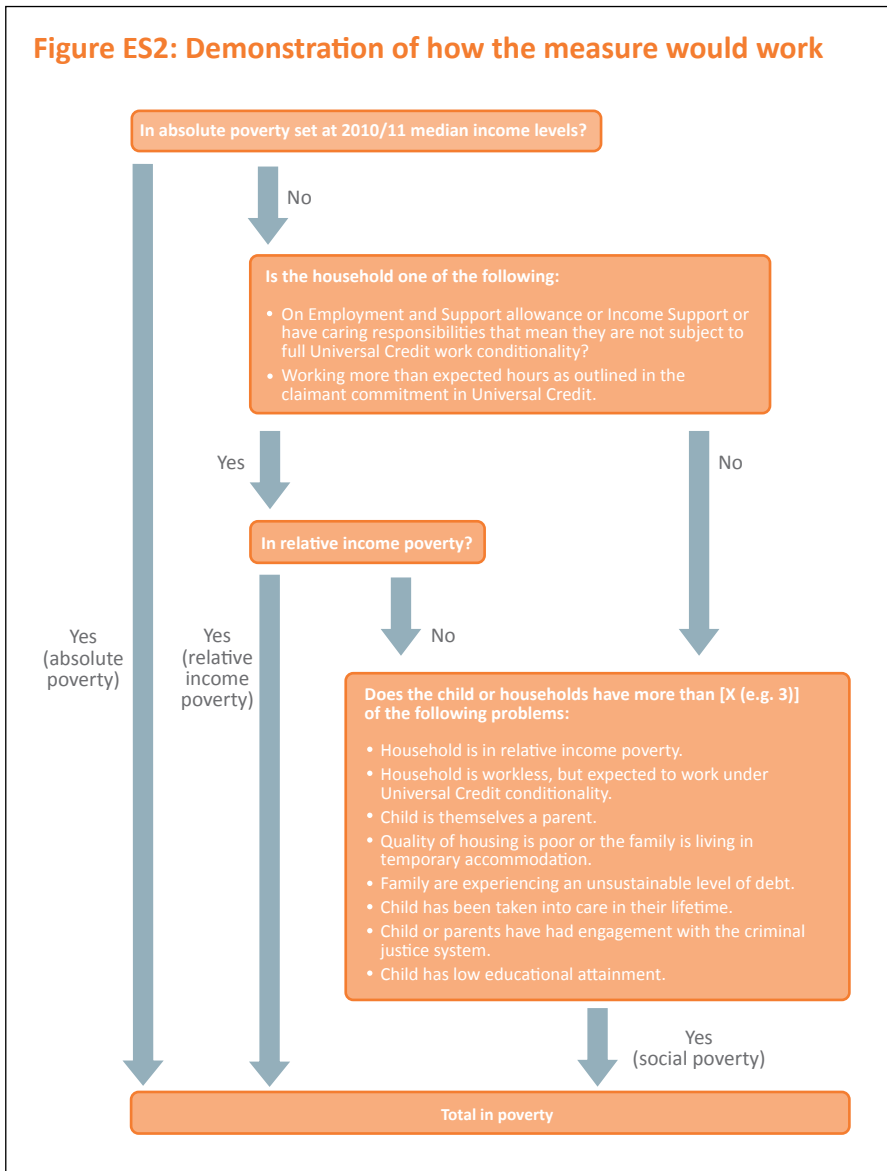 Figure ES2: Demonstration of how the measure would work
In absolute poverty set at 2010/11 median income levels?
No
Is the household one of the following:
• On Employment and Support allowance or Income Support or
have caring responsibilities that mean they are not subject to
full Universal Credit work conditionality?
• Working more than expected hours as outlined in the
claimant commitment in Universal Credit.
Yes
No
In relative income poverty?
Yes
(absolute
poverty)
Yes
(relative
income
poverty)
No
Does the child or households have more than [X (e.g. 3)]
of the following problems:
• Household is in relative income poverty.
• Household is workless, but expected to work under
Universal Credit conditionality.
• Child is themselves a parent.
• Quality of housing is poor or the family is living in
temporary accommodation.
• Family are experiencing an unsustainable level of debt.
• Child has been taken into care in their lifetime.
• Child or parents have had engagement with the criminal
justice system.
• Child has low educational attainment.
Yes
(social poverty)
Total in poverty